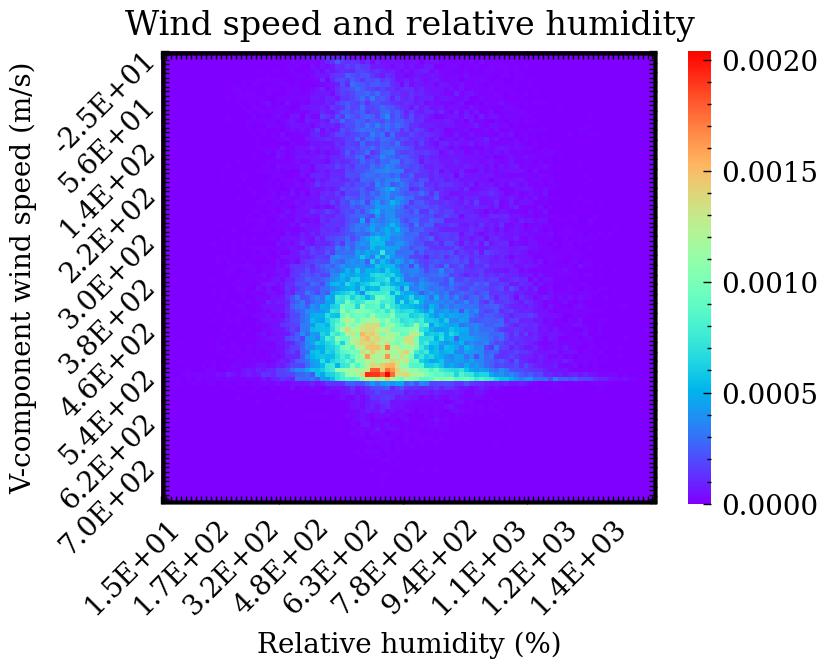 Wind speed and relative humidity
V-component wind speed (m/s)
-2.5E+01
5.6E+01
1.4E+02
2.2E+02
3.0E+02
3.8E+02
4.6E+02
5.4E+02
6.2E+02
7.0E+02
1.5E+01
1.7E+02
3.2E+02
4.8E+02
6.3E+02
7.8E+02
9.4E+02
1.1E+03
1.2E+03
1.4E+03
Relative humidity (%)
0.0020
0.0015
0.0010
0.0005
0.0000